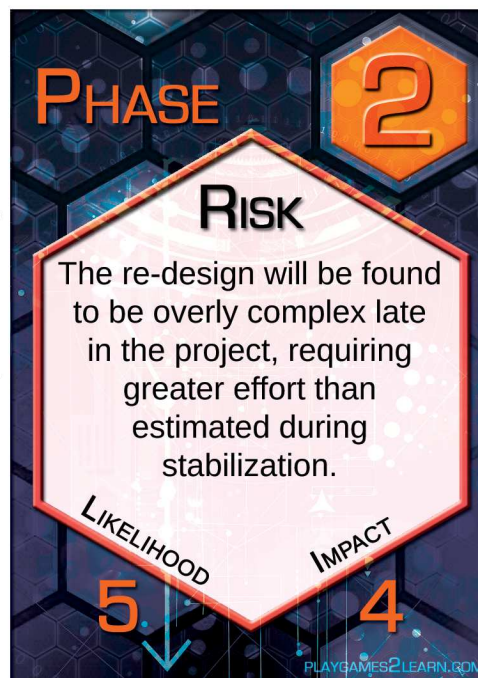 PHASE 2
RISK
The re-design will be found
to be overly complex late
in the project, requiring
greater effort than
estimated during
stabilization.
LIKELIHOOD
IMPACT
5
4
PLAYGAMES2LEARN.COM